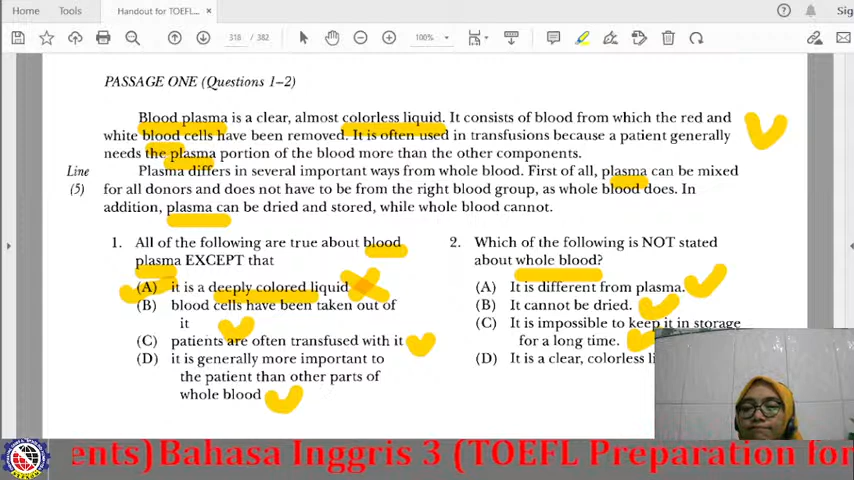 Home
Tools
Handout for TOEFL... ×
Sig
318 / 382
100%
PASSAGE ONE (Questions 1–2)
Blood plasma is a clear, almost colorless liquid. It consists of blood from which the red and
white blood cells have been removed. It is often used in transfusions because a patient generally
needs the plasma portion of the blood more than the other components.
Line Plasma differs in several important ways from whole blood. First of all, plasma can be mixed
(5) for all donors and does not have to be from the right blood group, as whole blood does. In
addition, plasma can be dried and stored, while whole blood cannot.
1. All of the following are true about blood
plasma EXCEPT that
(A) it is a deeply colored liquid
(B) blood cells have been taken out of
it
(C) patients are often transfused with it
(D) it is generally more important to
the patient than other parts of
whole blood
2. Which of the following is NOT stated
about whole blood?
(A) It is different from plasma.
(B) It cannot be dried.
(C) It is impossible to keep it in storage
for a long time.
(D) It is a clear, colorless li
ents) Bahasa Inggris 3 (TOEFL Preparation for